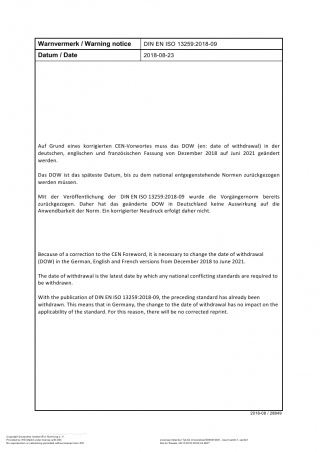 Warnvermerk / Warning notice DIN EN ISO 13259:2018-09
Datum / Date 2018-08-23
Auf Grund eines korrigierten CEN-Vorwortes muss das DOW (en: date of withdrawal) in der
deutschen, englischen und französischen Fassung von Dezember 2018 auf Juni 2021 geändert
werden.
Das DOW ist das späteste Datum, bis zu dem national entgegenstehende Normen zurückgezogen
werden müssen.
Mit der Veröffentlichung der DIN EN ISO 13259:2018-09 wurde die Vorgängernorm bereits
zurückgezogen. Daher hat das geänderte DOW in Deutschland keine Auswirkung auf die
Anwendbarkeit der Norm. Ein korrigierter Neudruck erfolgt daher nicht.
Because of a correction to the CEN Foreword, it is necessary to change the date of withdrawal
(DOW) in the German, English and French versions from December 2018 to June 2021.
The date of withdrawal is the latest date by which any national conflicting standards are required to
be withdrawn.
With the publication of DIN EN ISO 13259:2018-09, the preceding standard has already been
withdrawn. This means that in Germany, the change to the date of withdrawal has no impact on the
applicability of the standard. For this reason, there will be no corrected reprint.